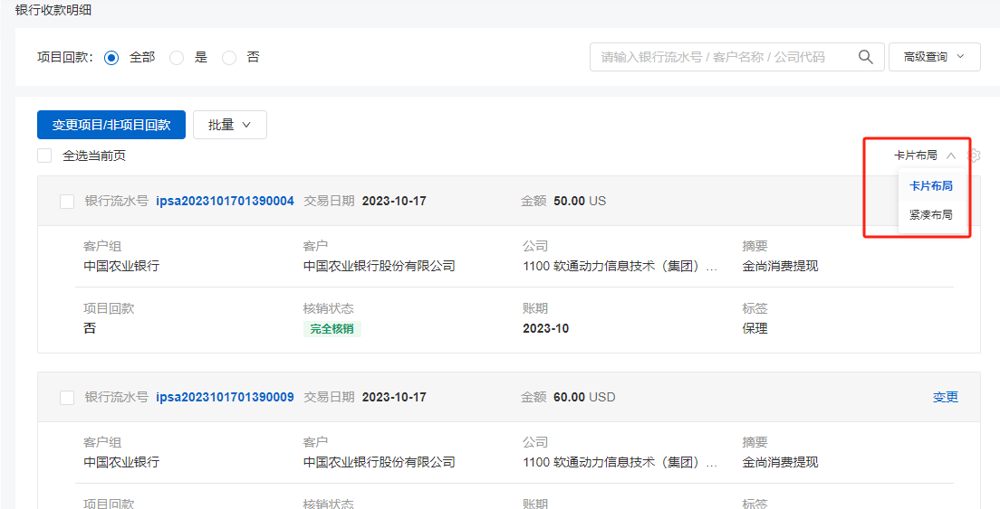 银行收款明细
项目回款： 全部 是 否 请输入银行流水号 / 客户名称 / 公司代码 高级查询
变更项目/非项目回款 批量
全选当前页 卡片布局
卡片布局
紧凑布局
银行流水号 ipsa2023101701390004 交易日期 2023-10-17 金额 50.00 US
客户组 客户 公司 摘要
中国农业银行 中国农业银行股份有限公司 1100 软通动力信息技术（集团）... 金尚消费提现
项目回款 核销状态 账期 标签
否 完全核销 2023-10 保理
银行流水号 ipsa2023101701390009 交易日期 2023-10-17 金额 60.00 USD 变更
客户组 客户 公司 摘要
中国农业银行 中国农业银行股份有限公司 1100 软通动力信息技术（集团）... 金尚消费提现
项目回款 核销状态 账期 标签